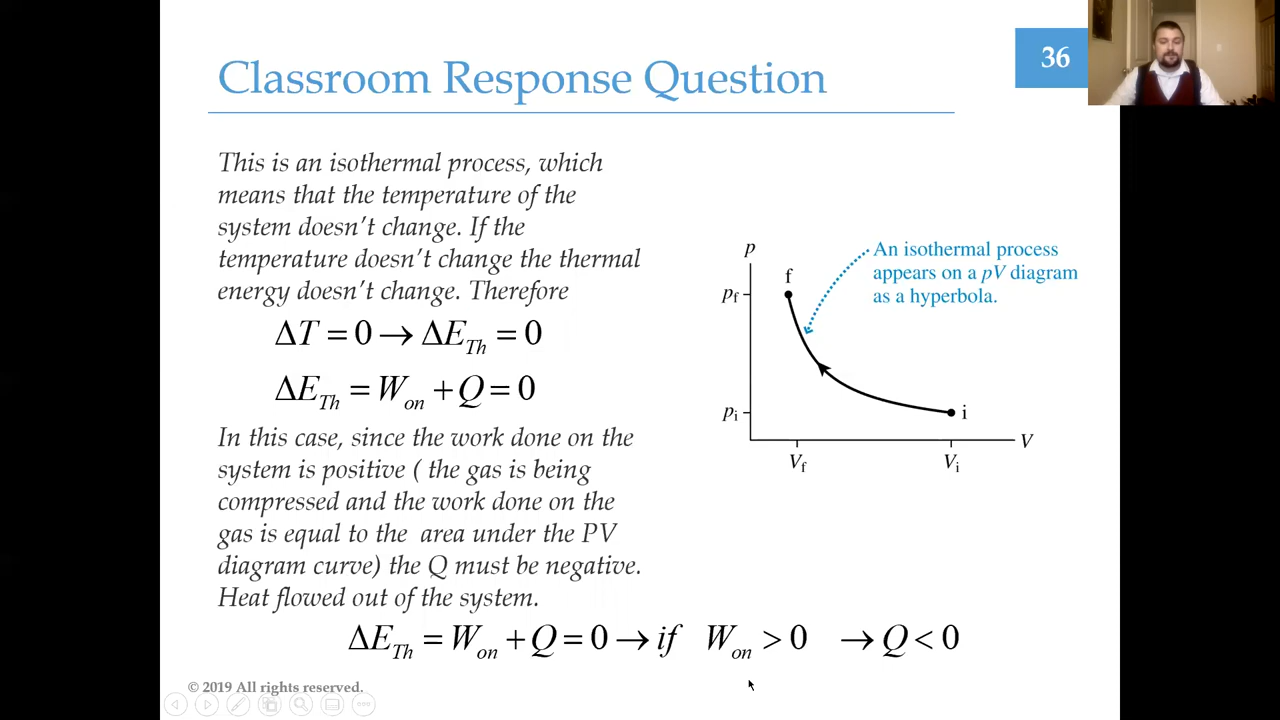 Classroom Response Question
36
This is an isothermal process, which
means that the temperature of the
system doesn't change. If the
temperature doesn't change the thermal
energy doesn't change. Therefore
ΔT = 0 → ΔE_Th = 0
ΔE_Th = W_on + Q = 0
In this case, since the work done on the
system is positive ( the gas is being
compressed and the work done on the
gas is equal to the  area under the PV
diagram curve) the Q must be negative.
Heat flowed out of the system.
ΔE_Th = W_on + Q = 0 → if W_on > 0 → Q < 0
p
An isothermal process
appears on a pV diagram
as a hyperbola.
f
p_f
p_i
i
V
V_f
V_i
© 2019 All rights reserved.